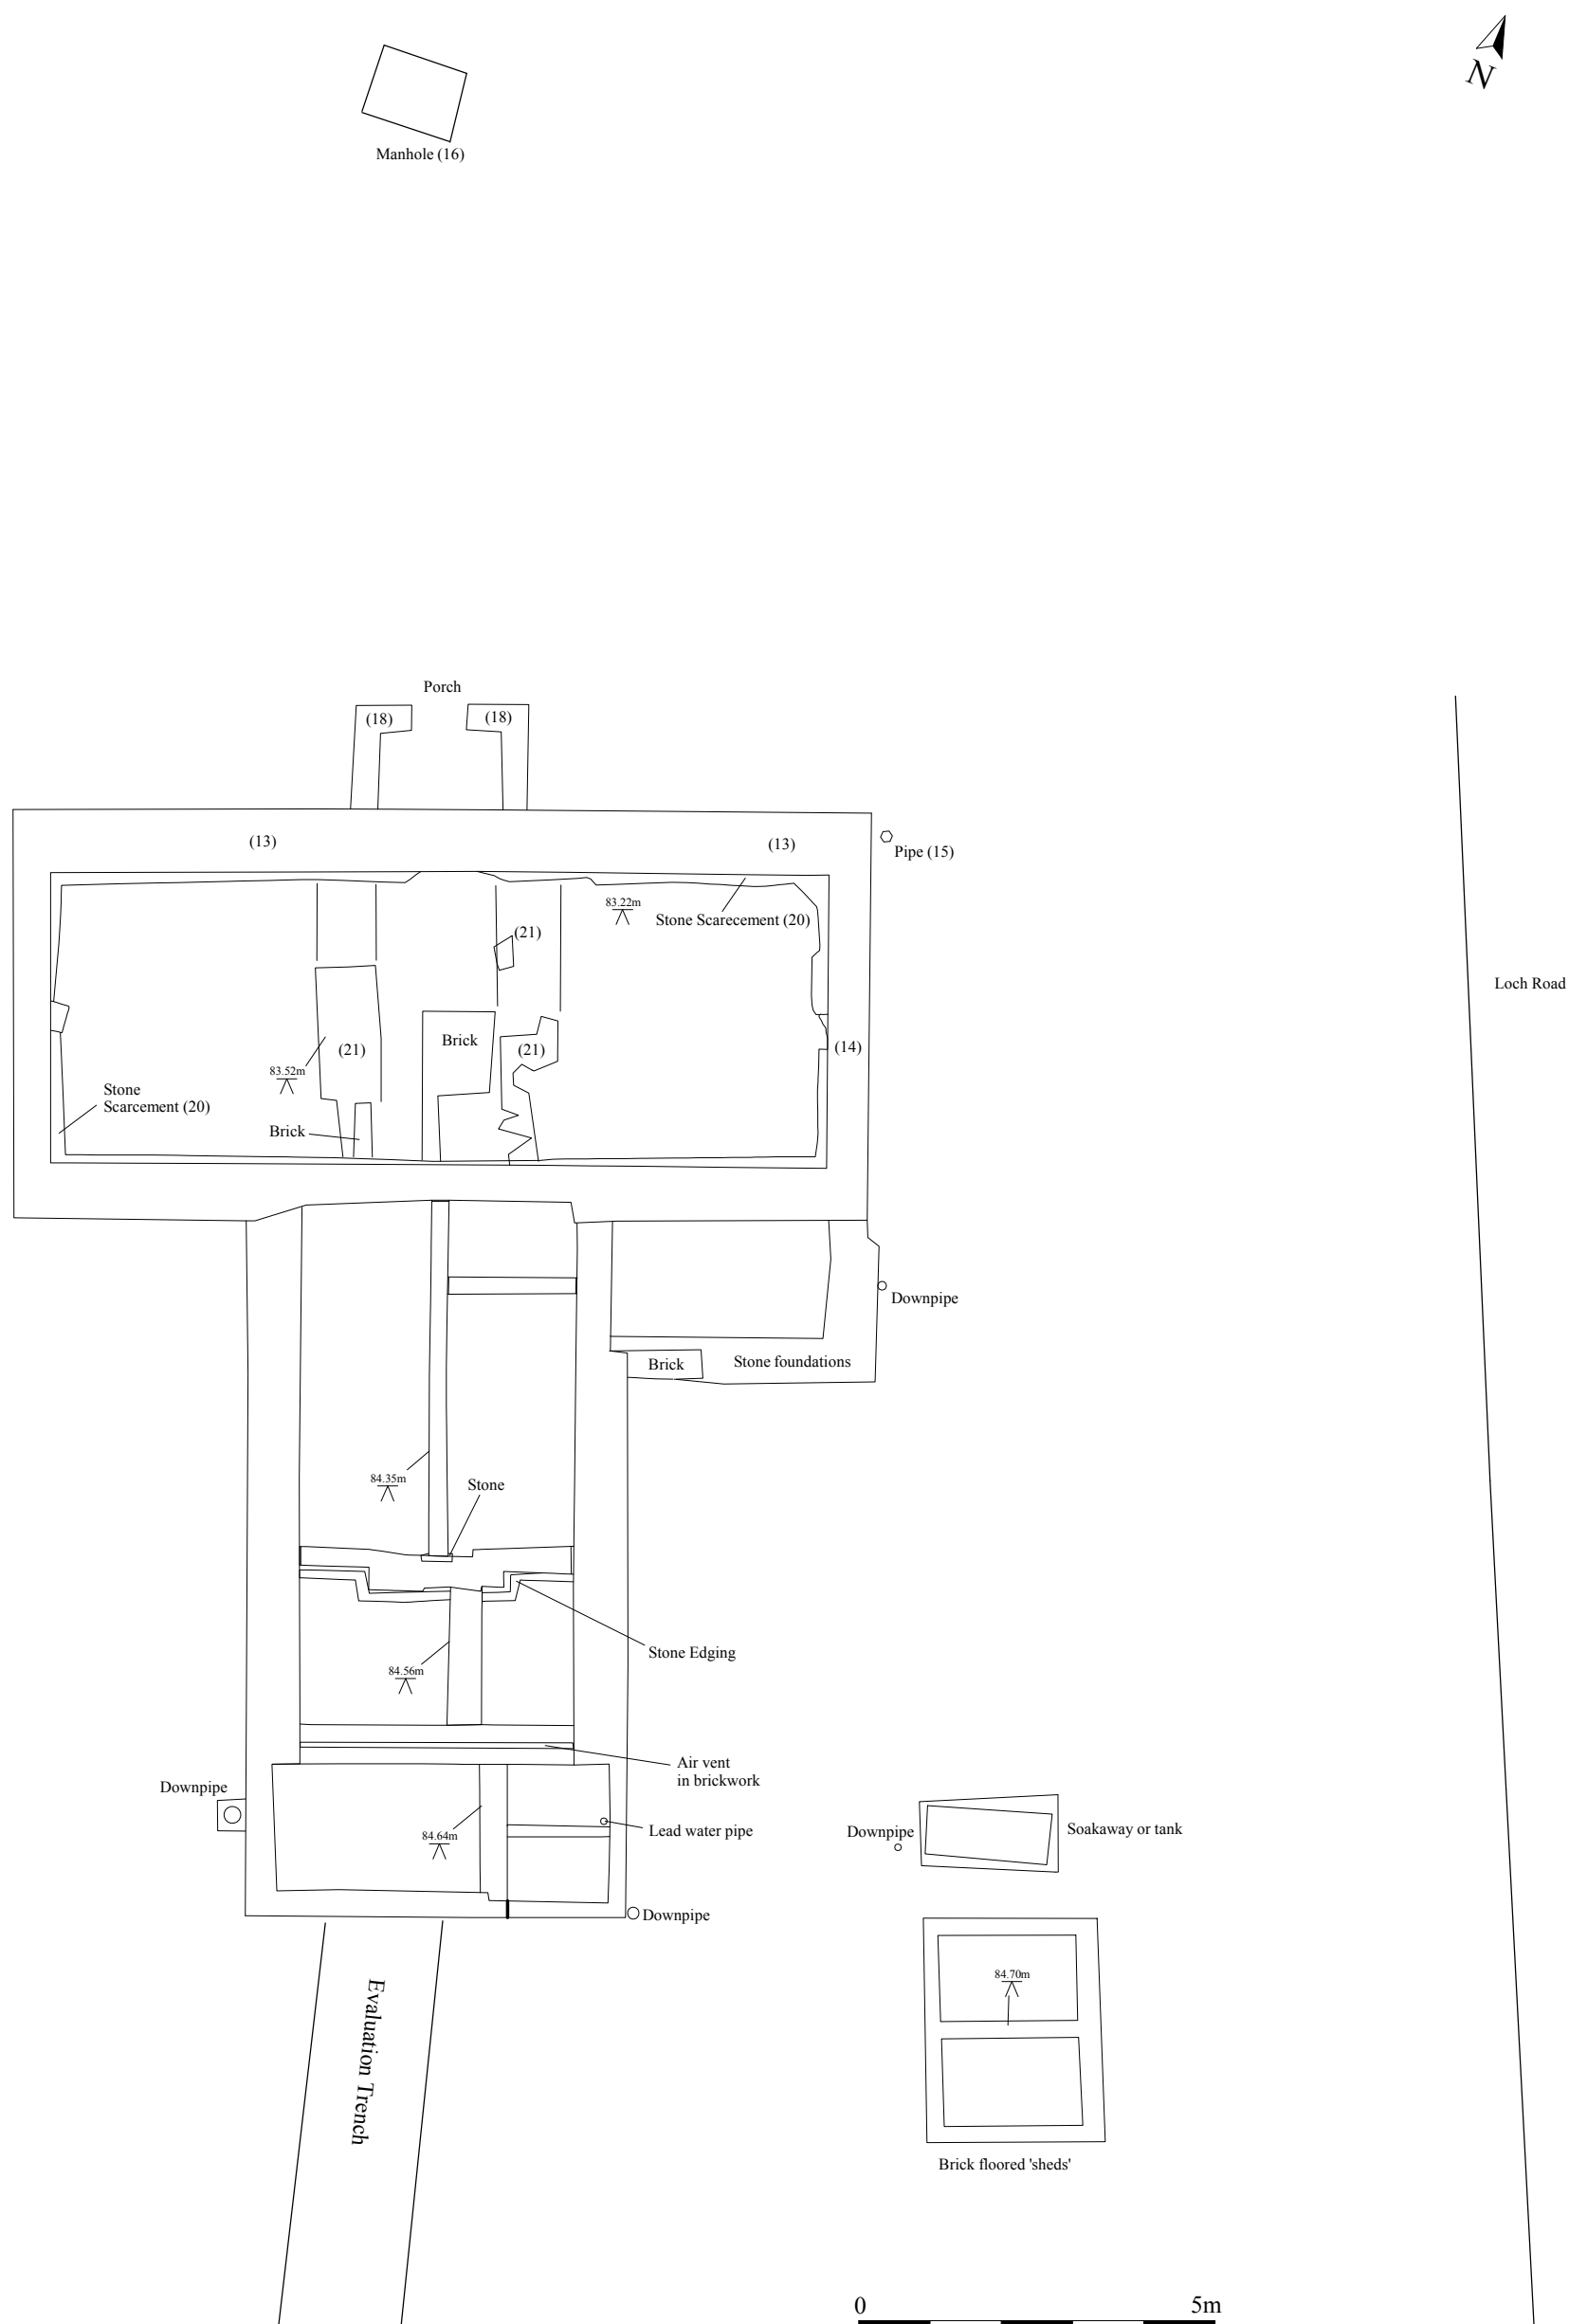 N
Manhole (16)
Porch
(18)
(18)
(13)
(13)
Pipe (15)
83.22m
Stone Scarecement (20)
(21)
Loch Road
Brick
(21)
(21)
(14)
83.52m
Stone
Scarcement (20)
Brick
Downpipe
Brick
Stone foundations
84.35m
Stone
Stone Edging
84.56m
Air vent
in brickwork
Downpipe
Lead water pipe
84.64m
Downpipe
Soakaway or tank
Downpipe
84.70m
Evaluation Trench
Brick floored 'sheds'
0
5m